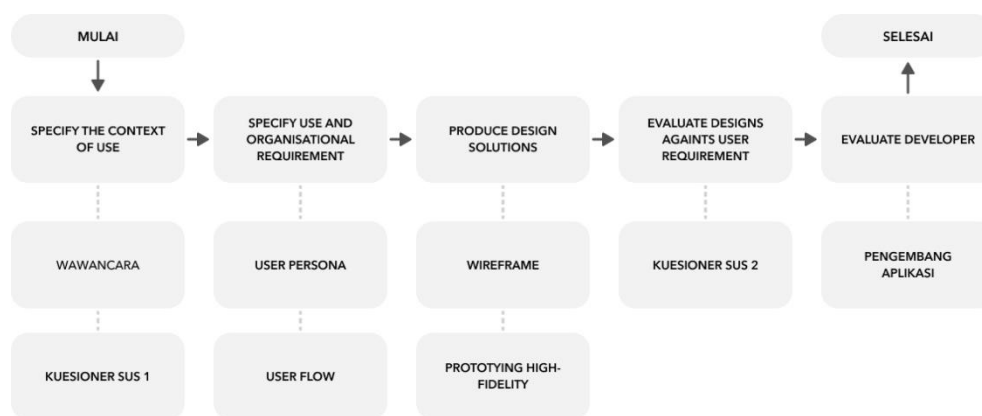 MULAI
SELESAI
SPECIFY THE CONTEXT
OF USE
SPECIFY USE AND
ORGANISATIONAL
REQUIREMENT
PRODUCE DESIGN
SOLUTIONS
EVALUATE DESIGNS
AGAINTS USER
REQUIREMENT
EVALUATE DEVELOPER
WAWANCARA
USER PERSONA
WIREFRAME
KUESIONER SUS 2
PENGEMBANG
APLIKASI
KUESIONER SUS 1
USER FLOW
PROTOTYING HIGH-
FIDELITY